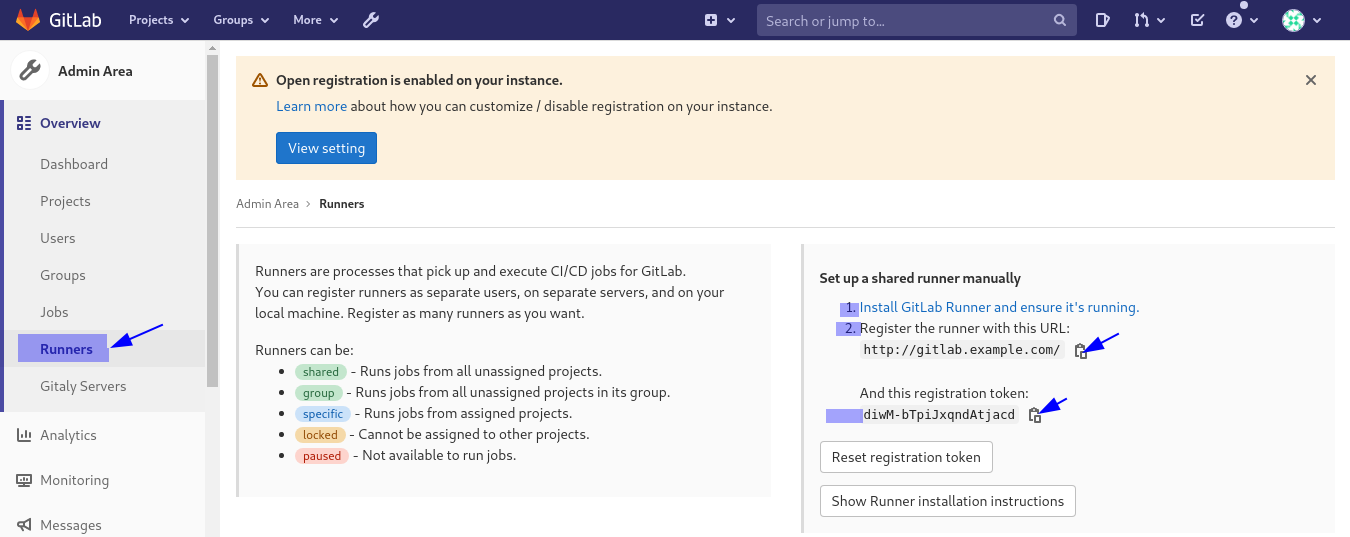 GitLab Projects Groups More Search or jump to...
Admin Area
Overview
Dashboard
Projects
Users
Groups
Jobs
Runners
Gitaly Servers
Analytics
Monitoring
Messages
Open registration is enabled on your instance.
Learn more about how you can customize / disable registration on your instance.
View setting
Admin Area > Runners
Runners are processes that pick up and execute CI/CD jobs for GitLab.
You can register runners as separate users, on separate servers, and on your
local machine. Register as many runners as you want.
Runners can be:
• shared - Runs jobs from all unassigned projects.
• group - Runs jobs from all unassigned projects in its group.
• specific - Runs jobs from assigned projects.
• locked - Cannot be assigned to other projects.
• paused - Not available to run jobs.
Set up a shared runner manually
1. Install GitLab Runner and ensure it's running.
2. Register the runner with this URL:
http://gitlab.example.com/
And this registration token:
diwM-bTpiJxqndAtjacd
Reset registration token
Show Runner installation instructions